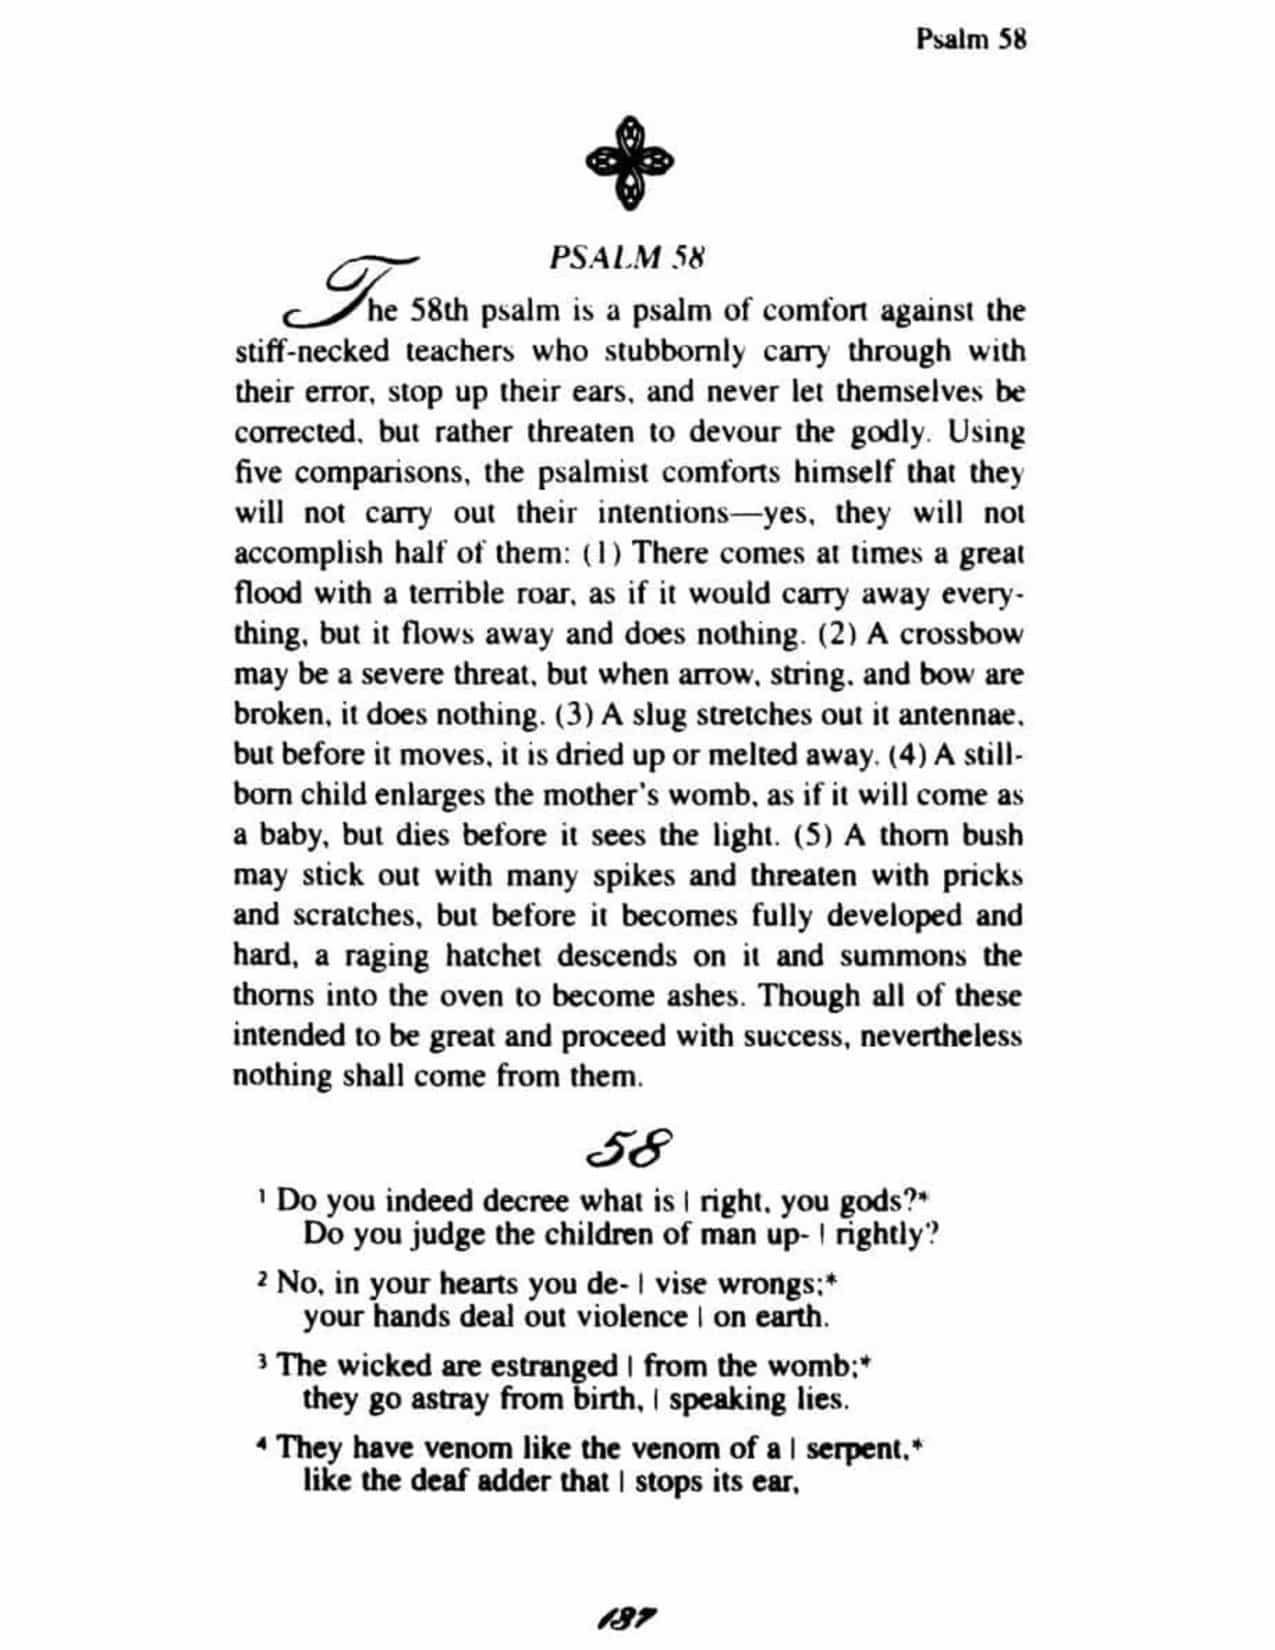 Psalm 58
PSALM 58
The 58th psalm is a psalm of comfort against the
stiff-necked teachers who stubbornly carry through with
their error, stop up their ears, and never let themselves be
corrected, but rather threaten to devour the godly. Using
five comparisons, the psalmist comforts himself that they
will not carry out their intentions—yes, they will not
accomplish half of them: (1) There comes at times a great
flood with a terrible roar, as if it would carry away every-
thing, but it flows away and does nothing. (2) A crossbow
may be a severe threat, but when arrow, string, and bow are
broken, it does nothing. (3) A slug stretches out it antennae,
but before it moves, it is dried up or melted away. (4) A still-
born child enlarges the mother's womb, as if it will come as
a baby, but dies before it sees the light. (5) A thorn bush
may stick out with many spikes and threaten with pricks
and scratches, but before it becomes fully developed and
hard, a raging hatchet descends on it and summons the
thorns into the oven to become ashes. Though all of these
intended to be great and proceed with success, nevertheless
nothing shall come from them.
58
1 Do you indeed decree what is | right, you gods?*
Do you judge the children of man up- | rightly?
2 No, in your hearts you de- | vise wrongs;*
your hands deal out violence | on earth.
3 The wicked are estranged | from the womb;*
they go astray from birth, | speaking lies.
4 They have venom like the venom of a | serpent,*
like the deaf adder that | stops its ear,
137